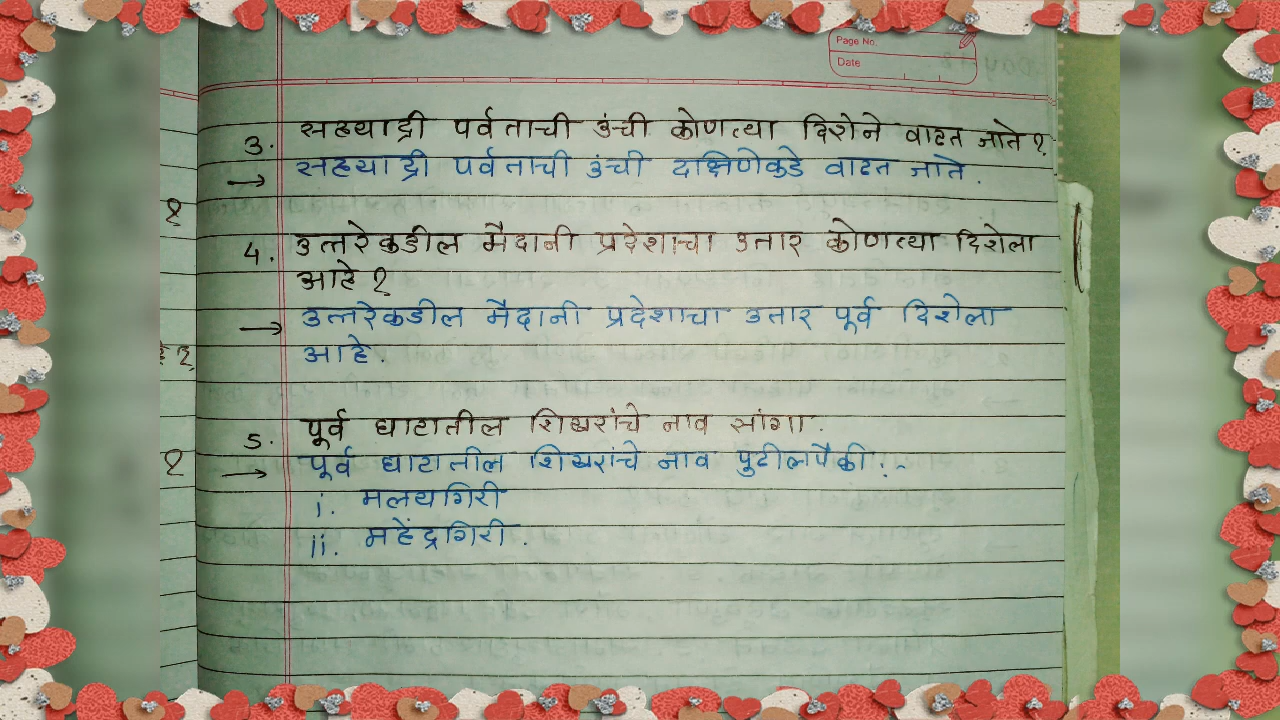 Page No.
Date
3. सह्याद्री पर्वताची उंची कोणत्या दिशेने वाढत जाते?
→ सह्याद्री पर्वताची उंची दक्षिणेकडे वाढत जाते.
4. उत्तरेकडील मैदानी प्रदेशाचा उतार कोणत्या दिशेला
आहे?
→ उत्तरेकडील मैदानी प्रदेशाचा उतार पूर्व दिशेला
आहे.
5. पूर्व घाटातील शिखरांचे नाव सांगा.
→ पूर्व घाटातील शिखरांचे नाव पुढीलपैकी:-
i. मलयगिरी
ii. महेंद्रगिरी.